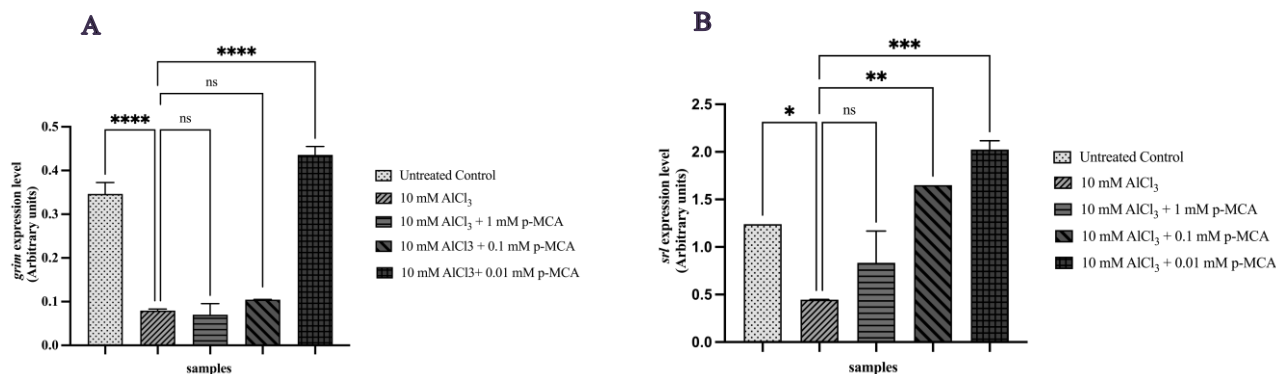 A
****
ns
**** ns
0.5
0.4
0.3
0.2
0.1
0.0
grim expression level
(Arbitrary units)
samples
Untreated Control
10 mM AlCl₃
10 mM AlCl₃ + 1 mM p-MCA
10 mM AlCl3 + 0.1 mM p-MCA
10 mM AlCl3+ 0.01 mM p-MCA
B
***
**
* ns
2.5
2.0
1.5
1.0
0.5
0.0
srl expression level
(Arbitrary units)
samples
Untreated Control
10 mM AlCl₃
10 mM AlCl₃ + 1 mM p-MCA
10 mM AlCl₃ + 0.1 mM p-MCA
10 mM AlCl₃ + 0.01 mM p-MCA